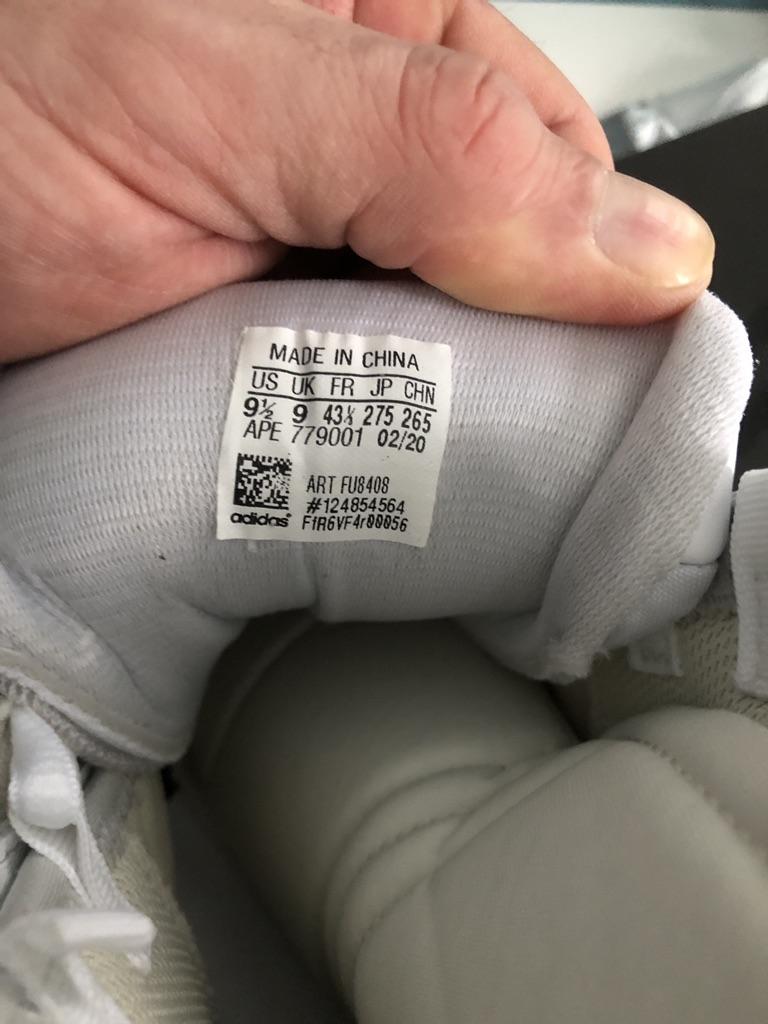 MADE IN CHINA
US UK FR JP CHN
9½ 9 43⅓ 275 265
APE 779001 02/20
ART FU8408
#124854564
adidas® F1R6VF4r00056